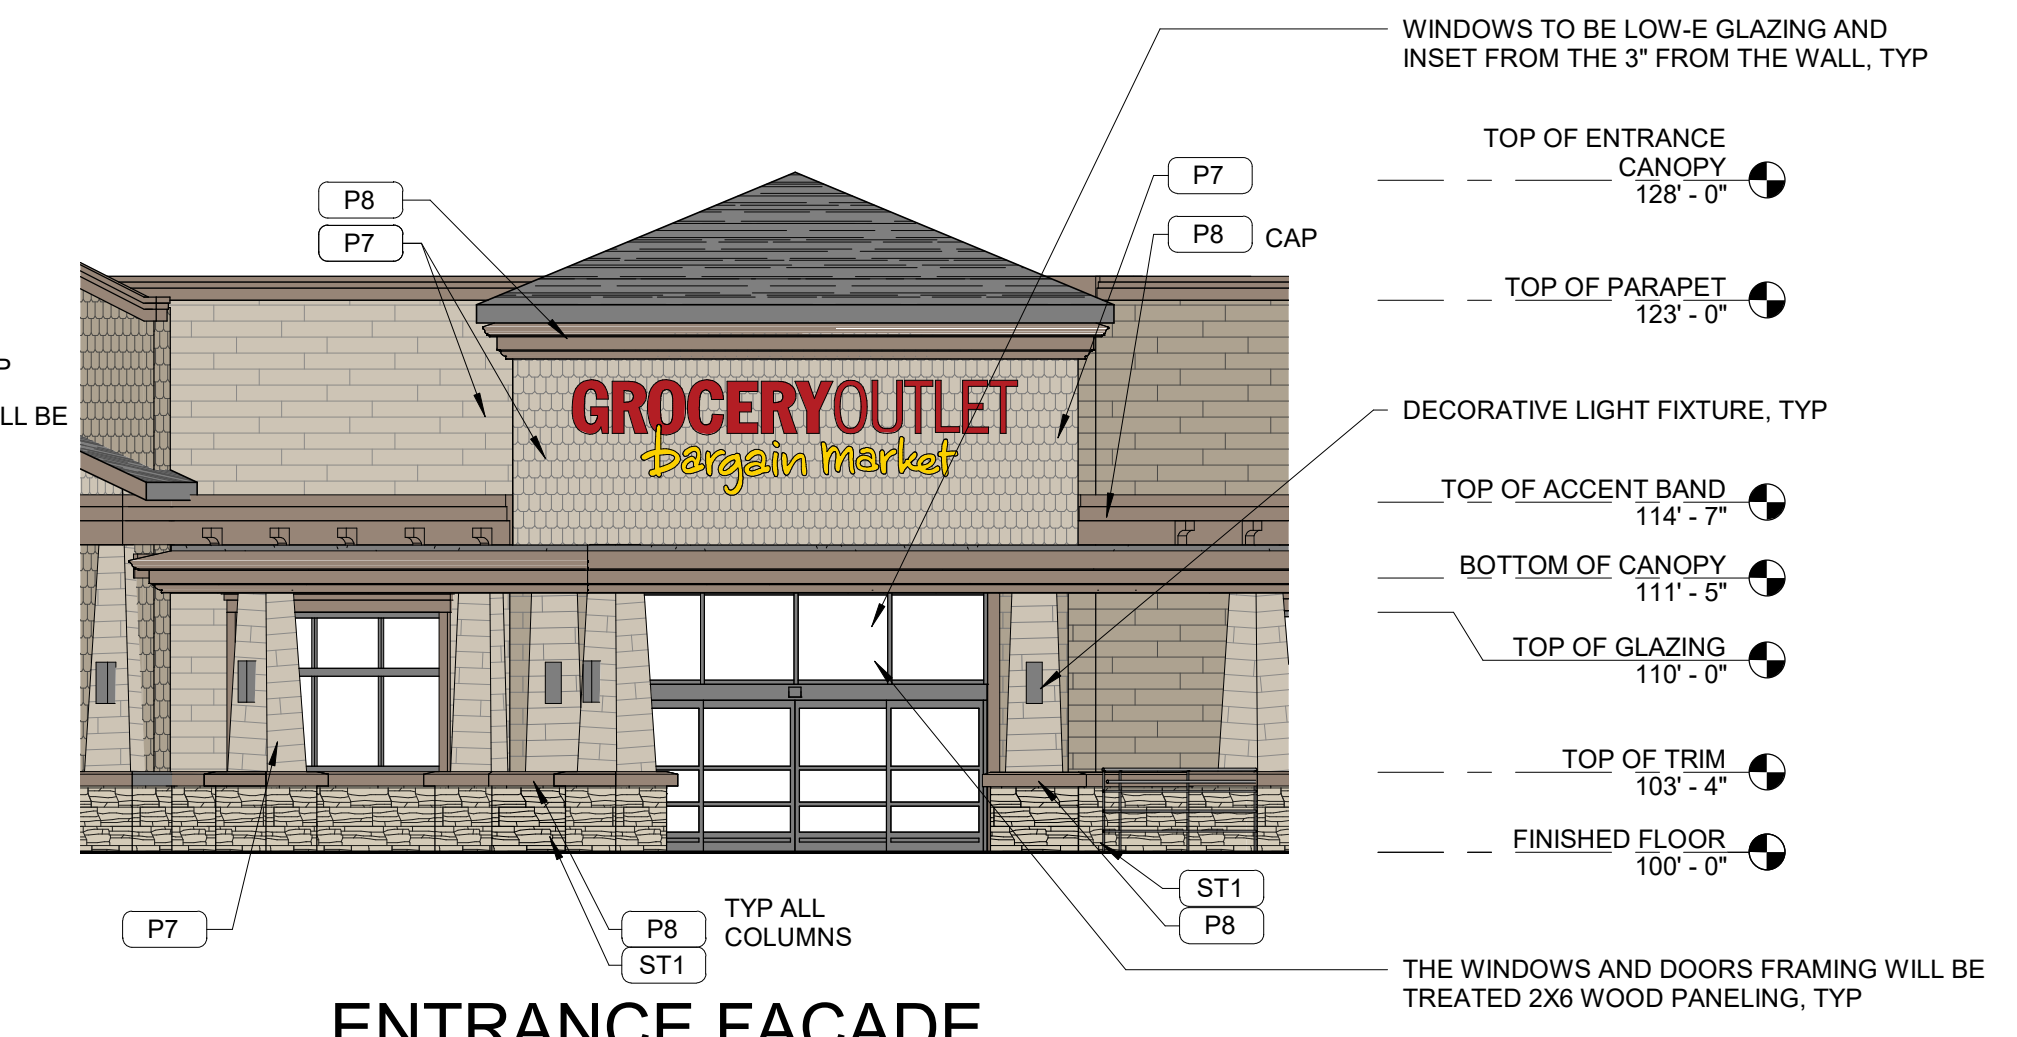 WINDOWS TO BE LOW-E GLAZING AND
INSET FROM THE 3" FROM THE WALL, TYP
TOP OF ENTRANCE
CANOPY
128' - 0"
P8
P7
P7
P8 CAP
TOP OF PARAPET
123' - 0"
P
LL BE
GROCERY OUTLET
bargain market
DECORATIVE LIGHT FIXTURE, TYP
TOP OF ACCENT BAND
114' - 7"
BOTTOM OF CANOPY
111' - 5"
TOP OF GLAZING
110' - 0"
TOP OF TRIM
103' - 4"
FINISHED FLOOR
100' - 0"
P7
P8
ST1
TYP ALL
COLUMNS
ST1
P8
THE WINDOWS AND DOORS FRAMING WILL BE
TREATED 2X6 WOOD PANELING, TYP
ENTRANCE FACADE